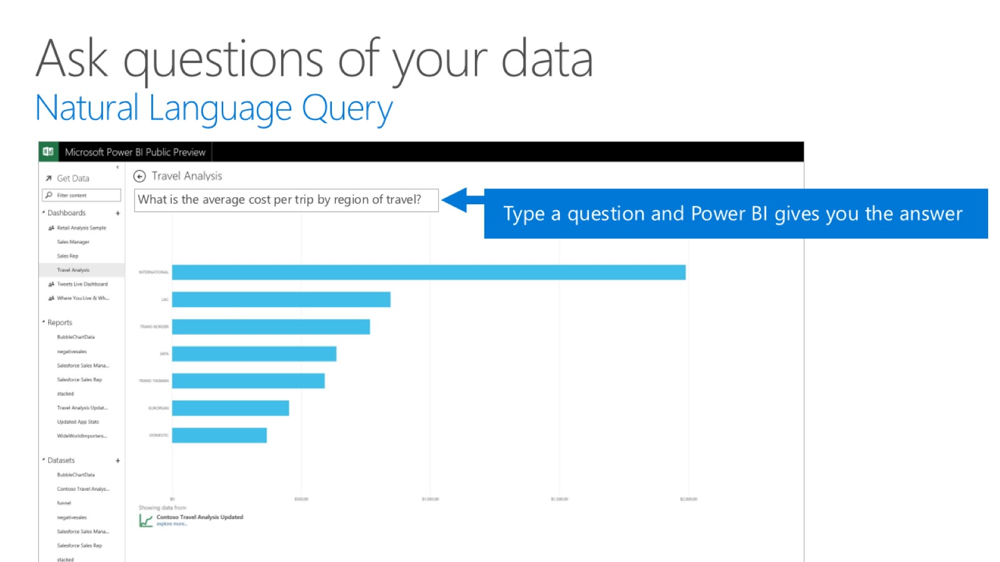 Ask questions of your data
Natural Language Query
Microsoft Power BI Public Preview
Get Data
Filter content
Dashboards
Retail Analysis Sample
Sales Manager
Sales Rep
Travel Analysis
Tweets Live Dashboard
Where You Live & Wh...
Reports
BubbleChartData
negativesales
Salesforce Sales Mana...
Salesforce Sales Rep
stacked
Travel Analysis Updat...
Updated App Stats
WideWorldImporters...
Datasets
BubbleChartData
Contoso Travel Analys...
funnel
negativesales
Salesforce Sales Mana...
Salesforce Sales Rep
stacked
Travel Analysis
What is the average cost per trip by region of travel?
Type a question and Power BI gives you the answer
INTERNATIONAL
LAC
TRANS-BORDER
JAPA
TRANS-TASMAN
EUROPEAN
DOMESTIC
$0
$500.00
$1,000.00
$1,500.00
$2,000.00
Showing data from
Contoso Travel Analysis Updated
explore more...